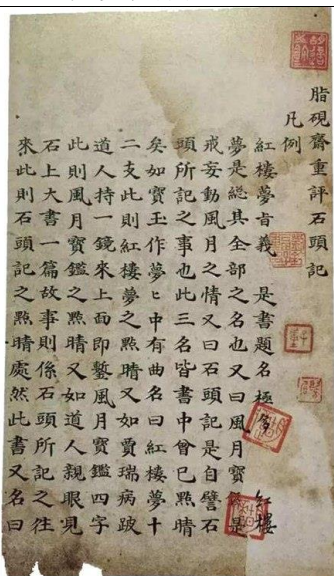 脂硯齋重評石頭記
凡例
紅樓夢旨義 是書題名極多 紅樓
夢是總其全部之名也又曰風月寶鑑是
戒妄動風月之情又曰石頭記是自譬石
頭所記之事也此三名皆書中曾已點睛
矣如寶玉作夢ヒ中有曲名曰紅樓夢十
二支此則紅樓夢之點睛又如賈瑞病跛
道人持一鏡來上面即鏨風月寶鑑四字
此則風月寶鑑之點睛又如道人親眼見
石上大書一篇故事則係石頭所記之往
來此則石頭記之點睛處然此書又名曰